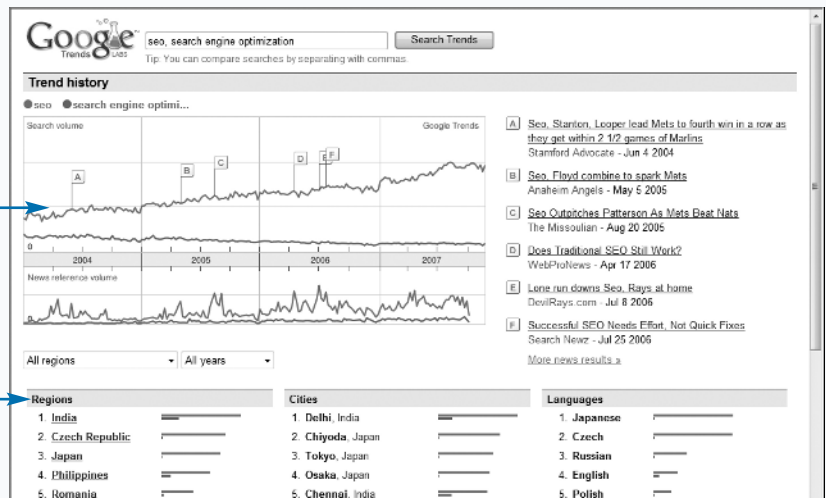 Google
Trends LABS
seo, search engine optimization
Search Trends
Tip: You can compare searches by separating with commas.
Trend history
seo search engine optimi...
Search volume
Google Trends
A
B
C
D
E
F
0
2004 2005 2006 2007
News reference volume
0
A Seo, Stanton, Looper lead Mets to fourth win in a row as
they get within 2 1/2 games of Marlins
Stamford Advocate - Jun 4 2004
B Seo, Floyd combine to spark Mets
Anaheim Angels - May 5 2005
C Seo Outpitches Patterson As Mets Beat Nats
The Missoulian - Aug 20 2005
D Does Traditional SEO Still Work?
WebProNews - Apr 17 2006
E Lone run downs Seo, Rays at home
DevilRays.com - Jul 8 2006
F Successful SEO Needs Effort, Not Quick Fixes
Search Newz - Jul 25 2006
More news results »
All regions All years
Regions
1. India
2. Czech Republic
3. Japan
4. Philippines
5. Romania
Cities
1. Delhi, India
2. Chiyoda, Japan
3. Tokyo, Japan
4. Osaka, Japan
5. Chennai, India
Languages
1. Japanese
2. Czech
3. Russian
4. English
5. Polish